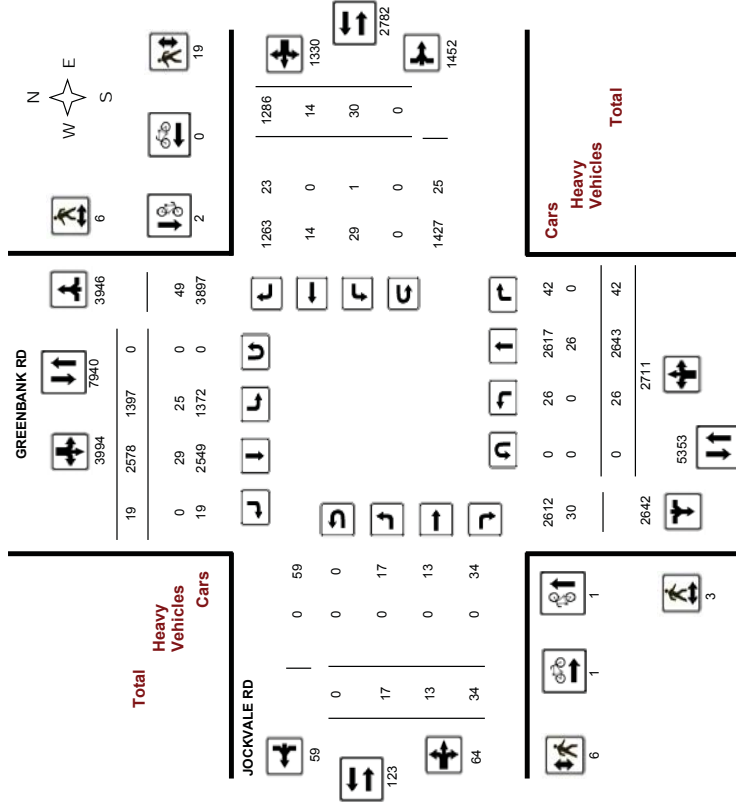 N
W E
S
19
2782
1330
6
2
0
1452
GREENBANK RD
7940
3946
3994
19 2578 1397 0
0 29 25 0 49
19 2549 1372 0 3897
1263 23 1286
14 0 14
29 1 30
0 0 0
1427 25
Total
Heavy
Vehicles
Cars
JOCKVALE RD
0 59
59
0 0 0
17 0 17
13 0 13
34 0 34
123
64
Cars
Heavy
Vehicles
Total
2612 0 26 2617 42
30 0 0 26 0
0 26 2643 42
2642
2711
5353
1
1
6
3